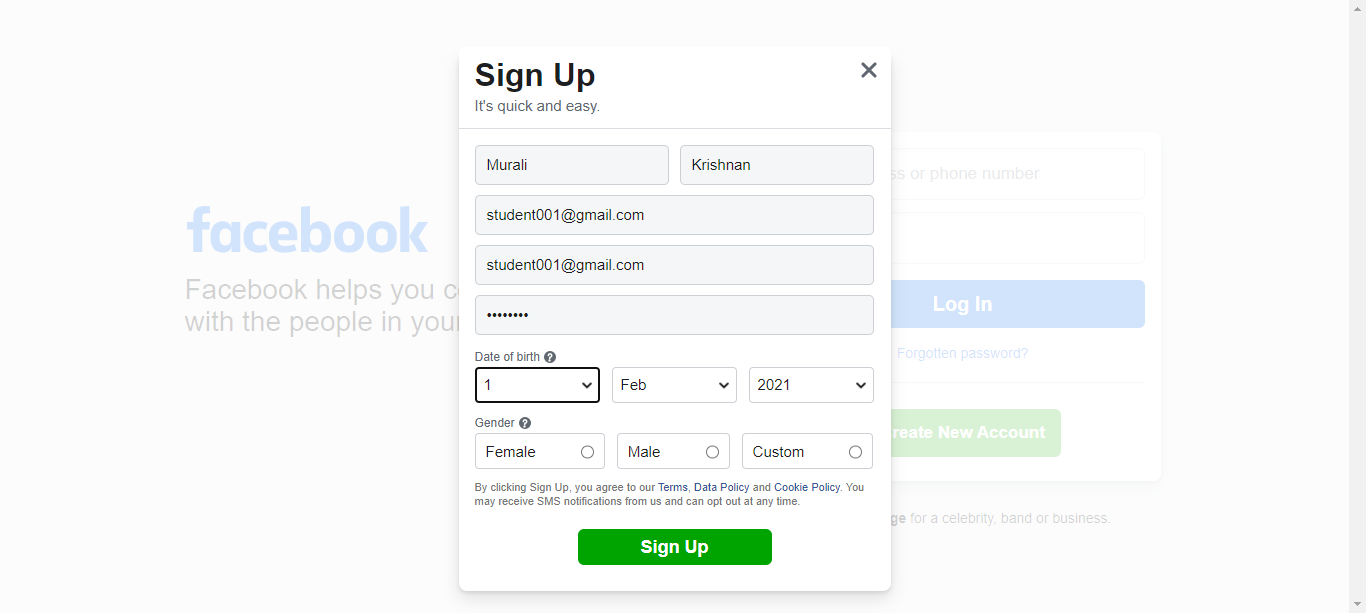 Sign Up
It's quick and easy.
Murali Krishnan
student001@gmail.com
student001@gmail.com
••••••••
Date of birth ?
1 Feb 2021
Gender ?
Female Male Custom
By clicking Sign Up, you agree to our Terms, Data Policy and Cookie Policy. You
may receive SMS notifications from us and can opt out at any time.
Sign Up
facebook
Facebook helps you
with the people in your
or phone number
Log In
Forgotten password?
New Account
for a celebrity, band or business.